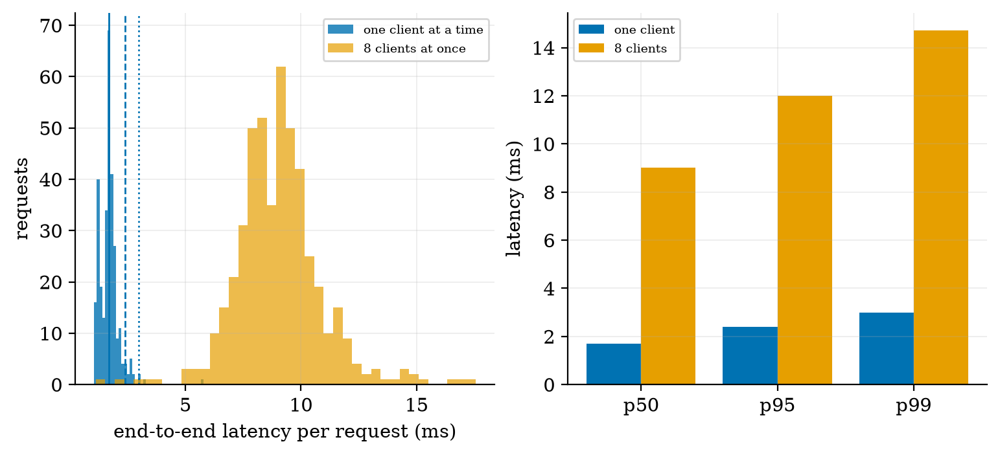 70
60
50
40
30
20
10
0
requests
5 10 15
end-to-end latency per request (ms)
one client at a time
8 clients at once
14
12
10
8
6
4
2
0
latency (ms)
p50 p95 p99
one client
8 clients